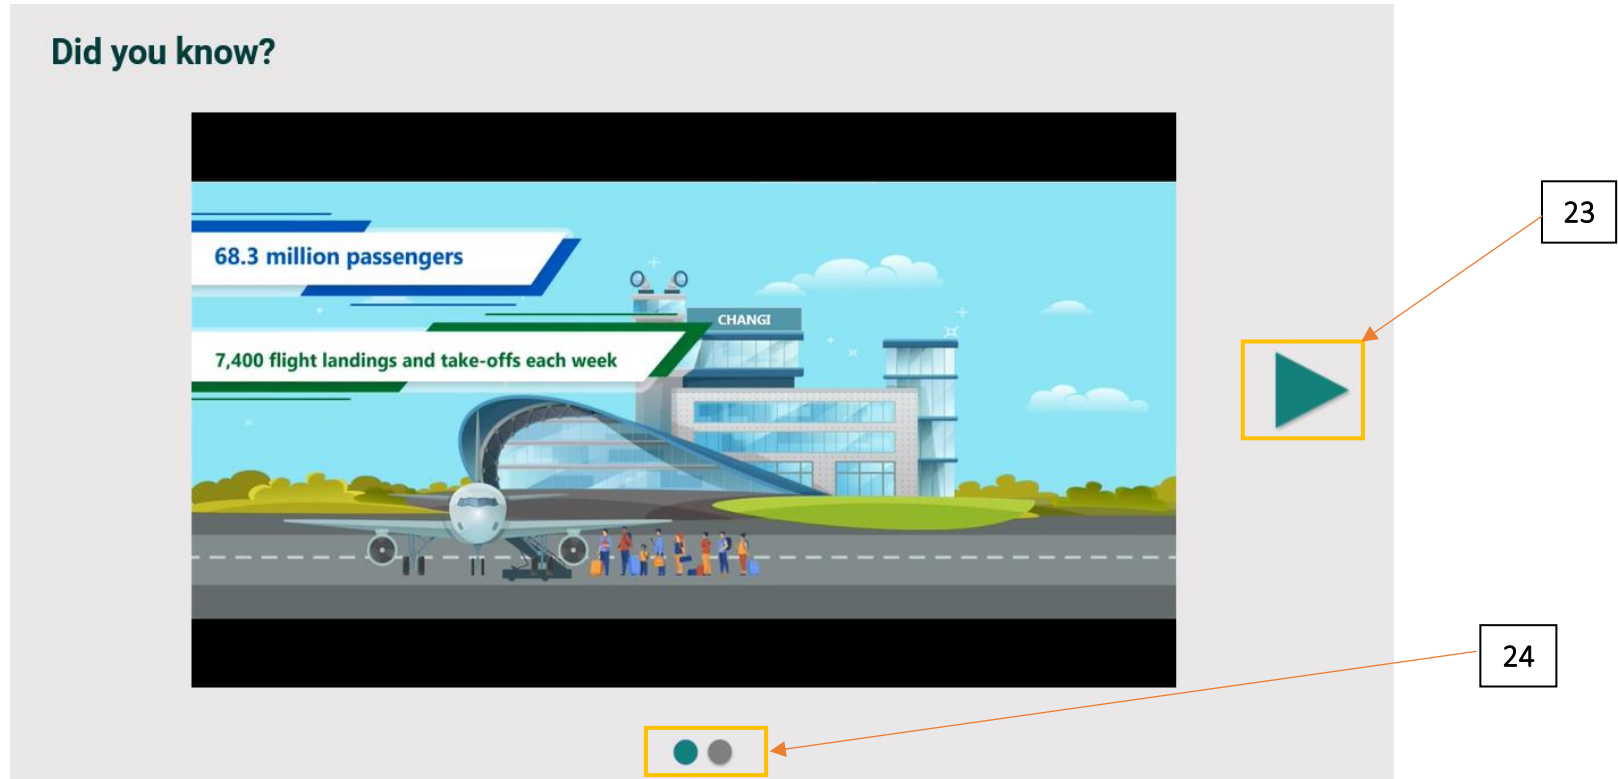 Did you know?
68.3 million passengers
CHANGI
7,400 flight landings and take-offs each week
23
24